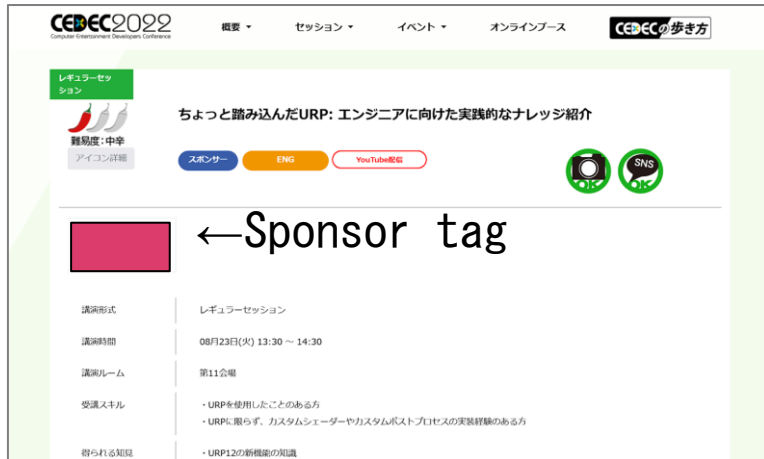 CEDEC2022
Computer Entertainment Developers Conference
概要 セッション イベント オンラインブース CEDECの歩き方
レギュラーセッ
ション
難易度：中辛
アイコン詳細
ちょっと踏み込んだURP: エンジニアに向けた実践的なナレッジ紹介
スポンサー ENG YouTube配信
OK SNS OK
←Sponsor tag
講演形式 レギュラーセッション
講演時間 08月23日(火) 13:30 〜 14:30
講演ルーム 第11会場
受講スキル ・URPを使用したことのある方
・URPに限らず、カスタムシェーダーやカスタムポストプロセスの実装経験のある方
得られる知見 ・URP12の新機能の知識